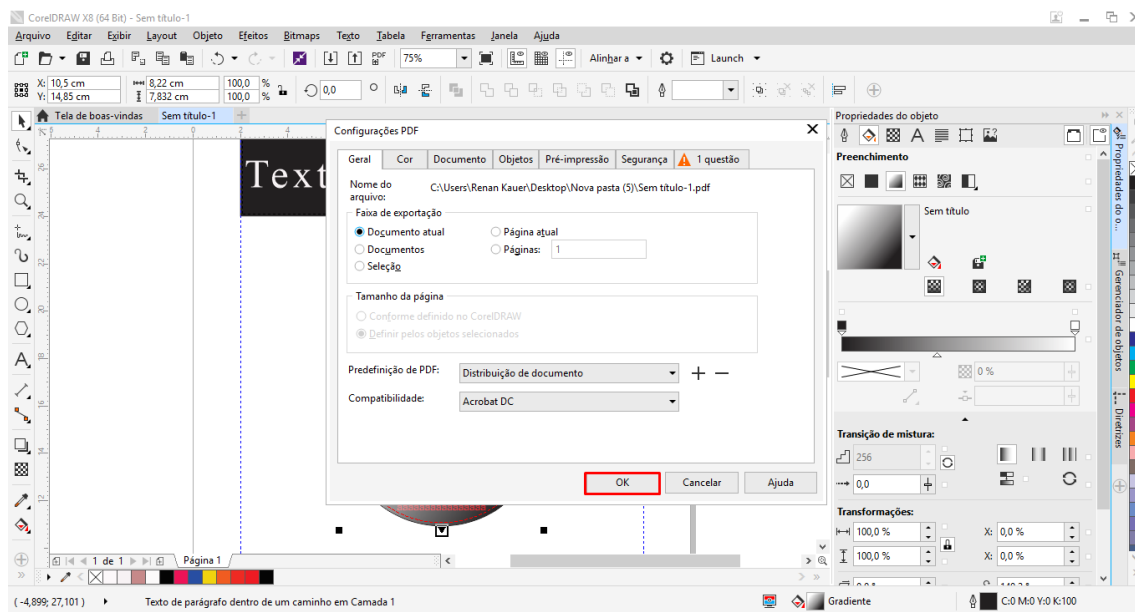 CorelDRAW X8 (64 Bit) - Sem título-1
Arquivo Editar Exibir Layout Objeto Efeitos Bitmaps Texto Tabela Ferramentas Janela Ajuda
PDF 75% Alinhar a Launch
X: 10,5 cm 8,22 cm 100,0 % 0,0
Y: 14,85 cm 7,832 cm 100,0 %
Tela de boas-vindas Sem título-1
Text
Configurações PDF
Geral Cor Documento Objetos Pré-impressão Segurança 1 questão
Nome do arquivo: C:\Users\Renan Kauer\Desktop\Nova pasta (5)\Sem título-1.pdf
Faixa de exportação
Documento atual Página atual
Documentos Páginas: 1
Seleção
Tamanho da página
Conforme definido no CorelDRAW
Definir pelos objetos selecionados
Predefinição de PDF: Distribuição de documento
Compatibilidade: Acrobat DC
OK Cancelar Ajuda
Propriedades do objeto
Preenchimento
Sem título
0 %
Transição de mistura:
256
0,0
Transformações:
100,0 % X: 0,0 %
100,0 % X: 0,0 %
Propriedades do o...
Gerenciador de objetos
Diretrizes
1 de 1 Página 1
( -4,899; 27,101 ) Texto de parágrafo dentro de um caminho em Camada 1 Gradiente C:0 M:0 Y:0 K:100